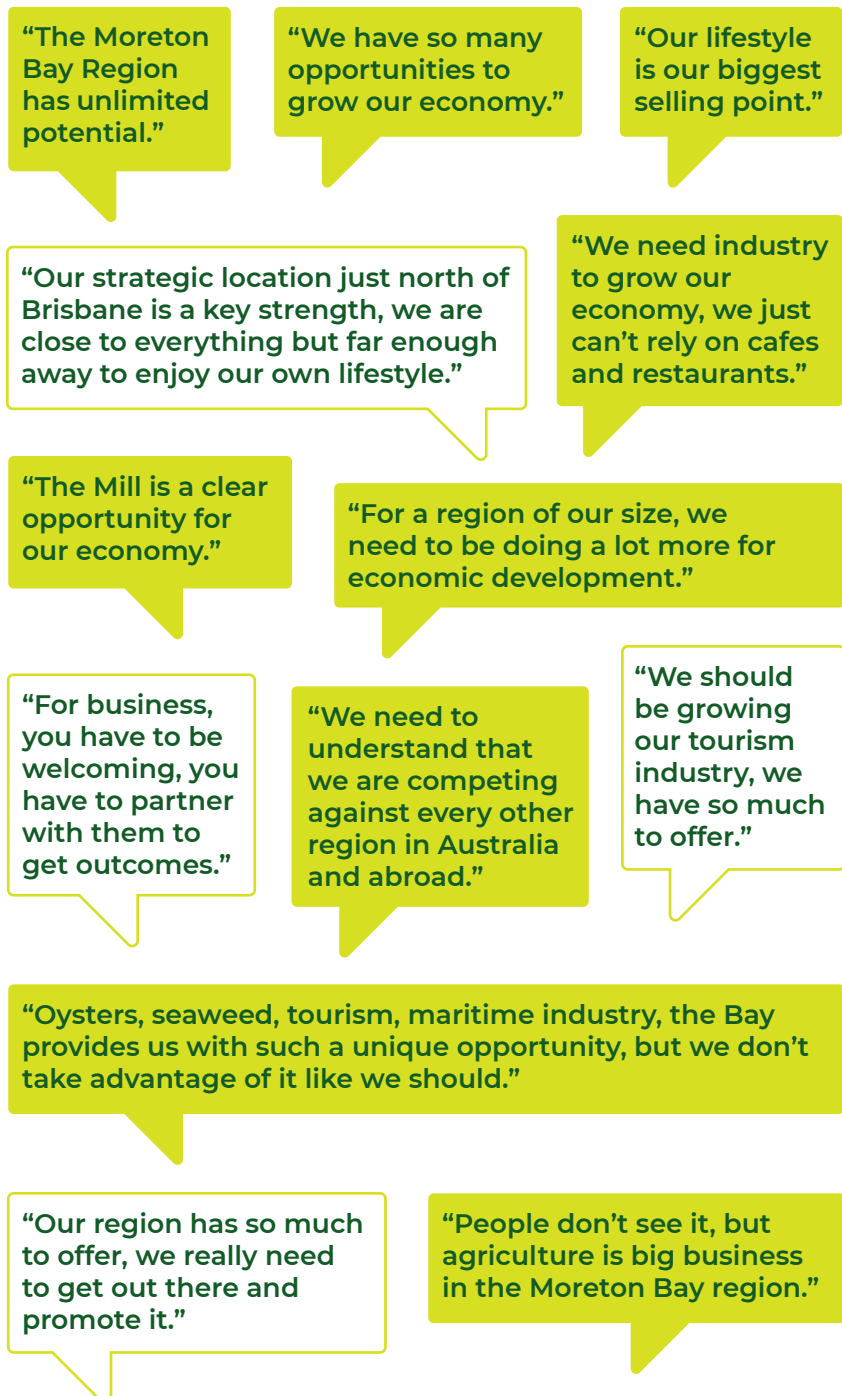 “The Moreton
Bay Region
has unlimited
potential.”
“We have so many
opportunities to
grow our economy.”
“Our lifestyle
is our biggest
selling point.”
“Our strategic location just north of
Brisbane is a key strength, we are
close to everything but far enough
away to enjoy our own lifestyle.”
“We need industry
to grow our
economy, we just
can’t rely on cafes
and restaurants.”
“The Mill is a clear
opportunity for
our economy.”
“For a region of our size, we
need to be doing a lot more for
economic development.”
“For business,
you have to be
welcoming, you
have to partner
with them to
get outcomes.”
“We need to
understand that
we are competing
against every other
region in Australia
and abroad.”
“We should
be growing
our tourism
industry, we
have so much
to offer.”
“Oysters, seaweed, tourism, maritime industry, the Bay
provides us with such a unique opportunity, but we don’t
take advantage of it like we should.”
“Our region has so much
to offer, we really need
to get out there and
promote it.”
“People don’t see it, but
agriculture is big business
in the Moreton Bay region.”